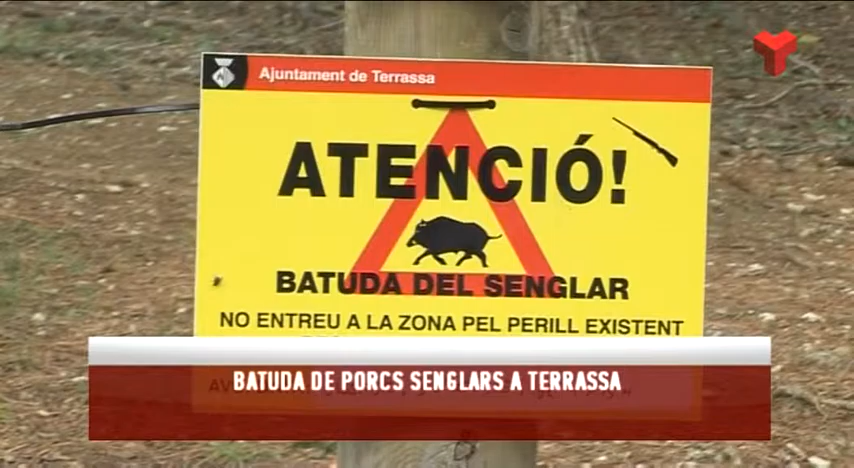 Ajuntament de Terrassa
ATENCIÓ!
BATUDA DEL SENGLAR
NO ENTREU A LA ZONA PEL PERILL EXISTENT
BATUDA DE PORCS SENGLARS A TERRASSA